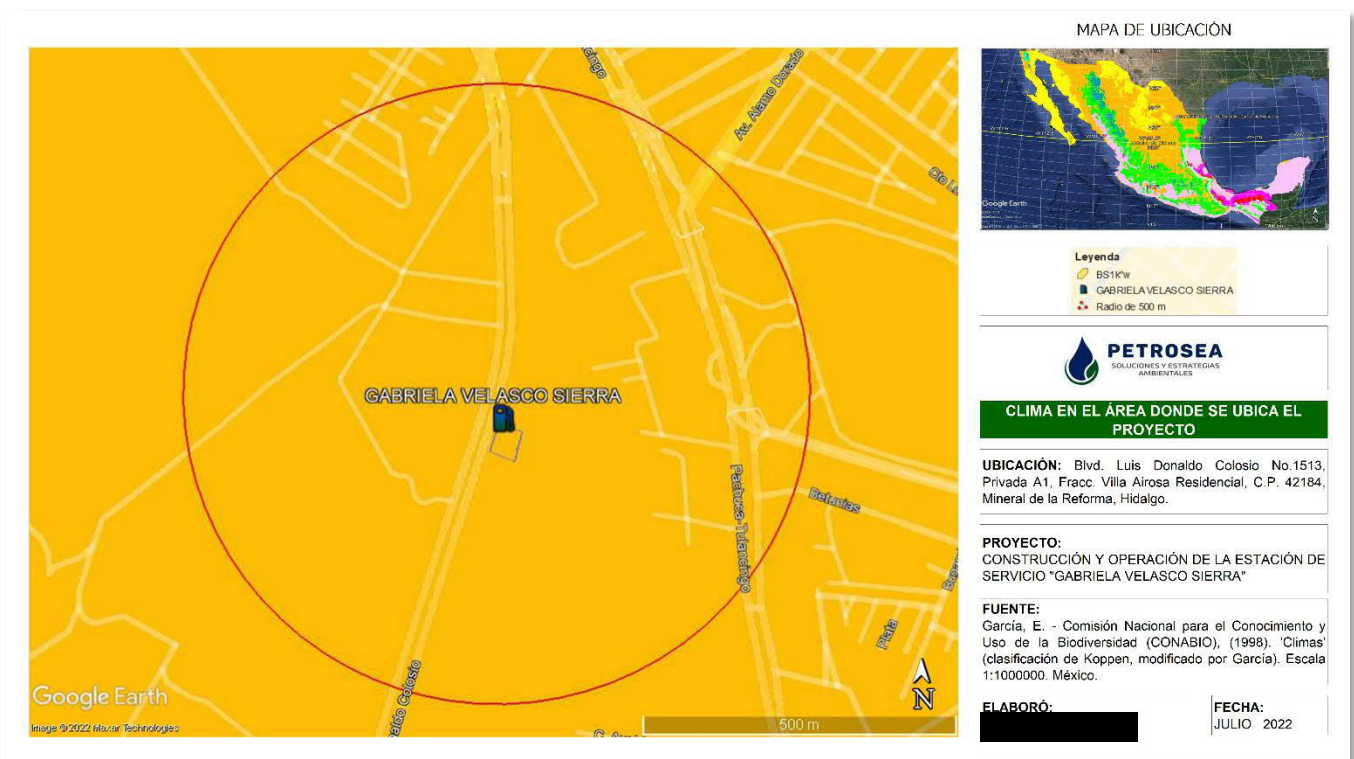 MAPA DE UBICACIÓN
Google Earth
Leyenda
BS1K"w
GABRIELA VELASCO SIERRA
Radio de 500 m
PETROSEA
SOLUCIONES Y ESTRATEGIAS
AMBIENTALES
CLIMA EN EL ÁREA DONDE SE UBICA EL
PROYECTO
UBICACIÓN: Blvd. Luis Donaldo Colosio No.1513,
Privada A1, Fracc. Villa Airosa Residencial, C.P. 42184,
Mineral de la Reforma, Hidalgo.
PROYECTO:
CONSTRUCCIÓN Y OPERACIÓN DE LA ESTACIÓN DE
SERVICIO "GABRIELA VELASCO SIERRA"
FUENTE:
García, E. - Comisión Nacional para el Conocimiento y
Uso de la Biodiversidad (CONABIO), (1998). 'Climas'
(clasificación de Koppen, modificado por García). Escala
1:1000000. México.
ELABORÓ:
FECHA:
JULIO 2022
Av. Alamo Dorado
GABRIELA VELASCO SIERRA
Pachuca-Tulancingo
Betunias
Plata
Colosio
N
500 m
Google Earth
Image © 2022 Maxar Technologies